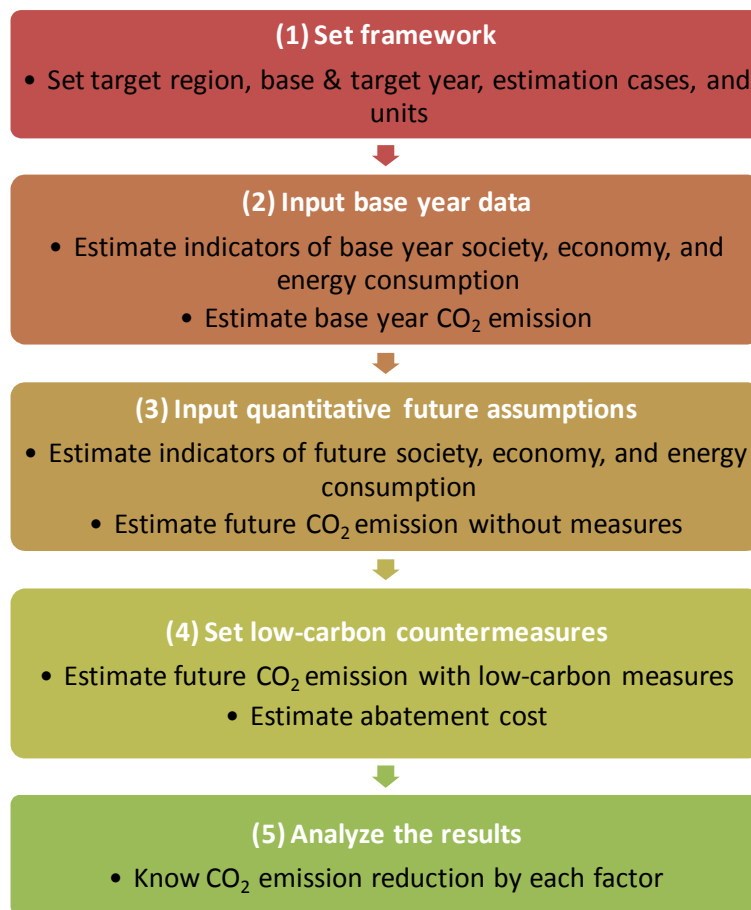 (1) Set framework
• Set target region, base & target year, estimation cases, and
units
(2) Input base year data
• Estimate indicators of base year society, economy, and
energy consumption
• Estimate base year CO₂ emission
(3) Input quantitative future assumptions
• Estimate indicators of future society, economy, and energy
consumption
• Estimate future CO₂ emission without measures
(4) Set low-carbon countermeasures
• Estimate future CO₂ emission with low-carbon measures
• Estimate abatement cost
(5) Analyze the results
• Know CO₂ emission reduction by each factor